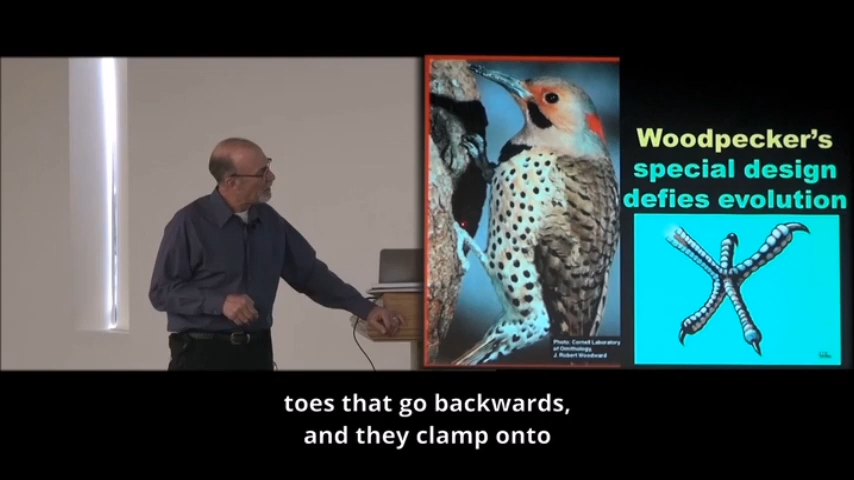 Woodpecker's
special design
defies evolution
Photo: Cornell Laboratory
of Ornithology,
J. Robert Woodward
toes that go backwards,
and they clamp onto